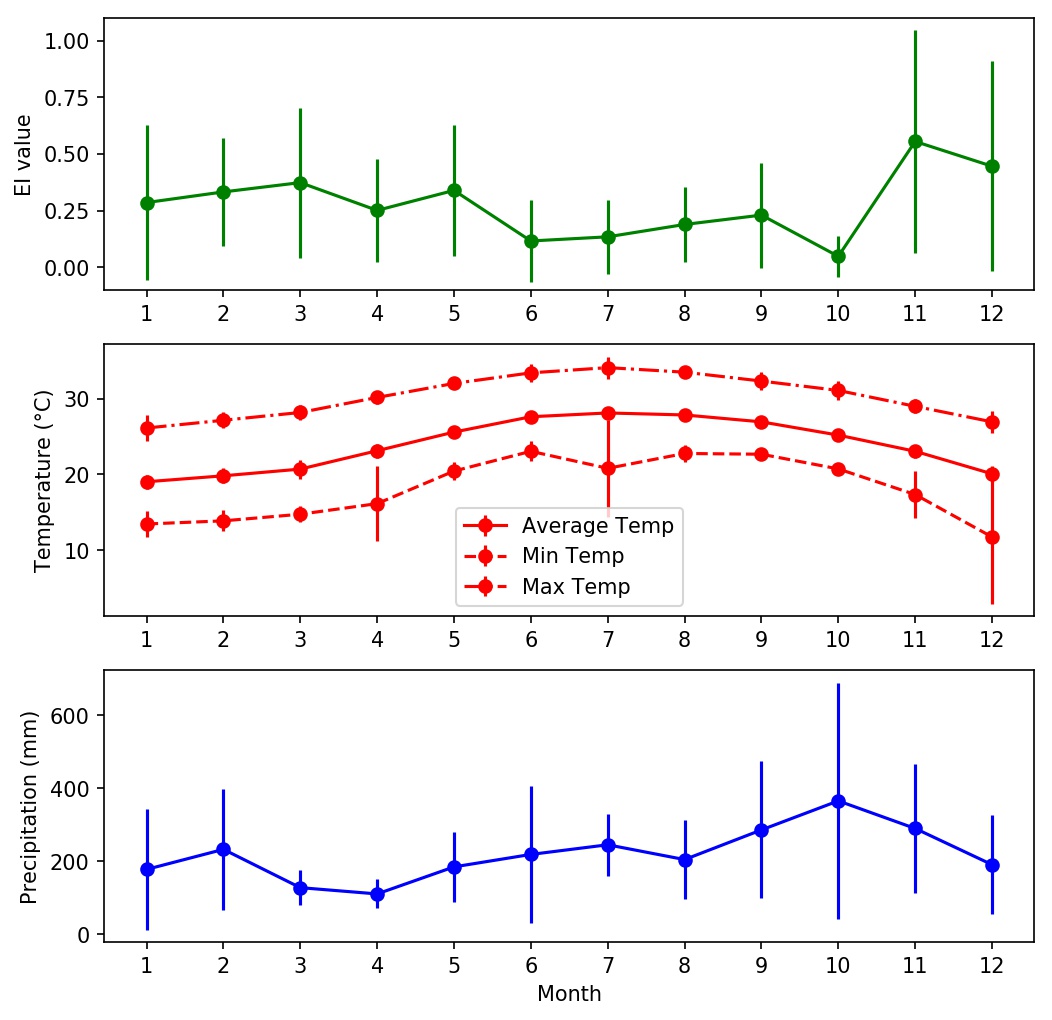 EI value
1.00
0.75
0.50
0.25
0.00
1 2 3 4 5 6 7 8 9 10 11 12
Temperature (°C)
30
20
10
Average Temp
Min Temp
Max Temp
1 2 3 4 5 6 7 8 9 10 11 12
Precipitation (mm)
600
400
200
0
1 2 3 4 5 6 7 8 9 10 11 12
Month